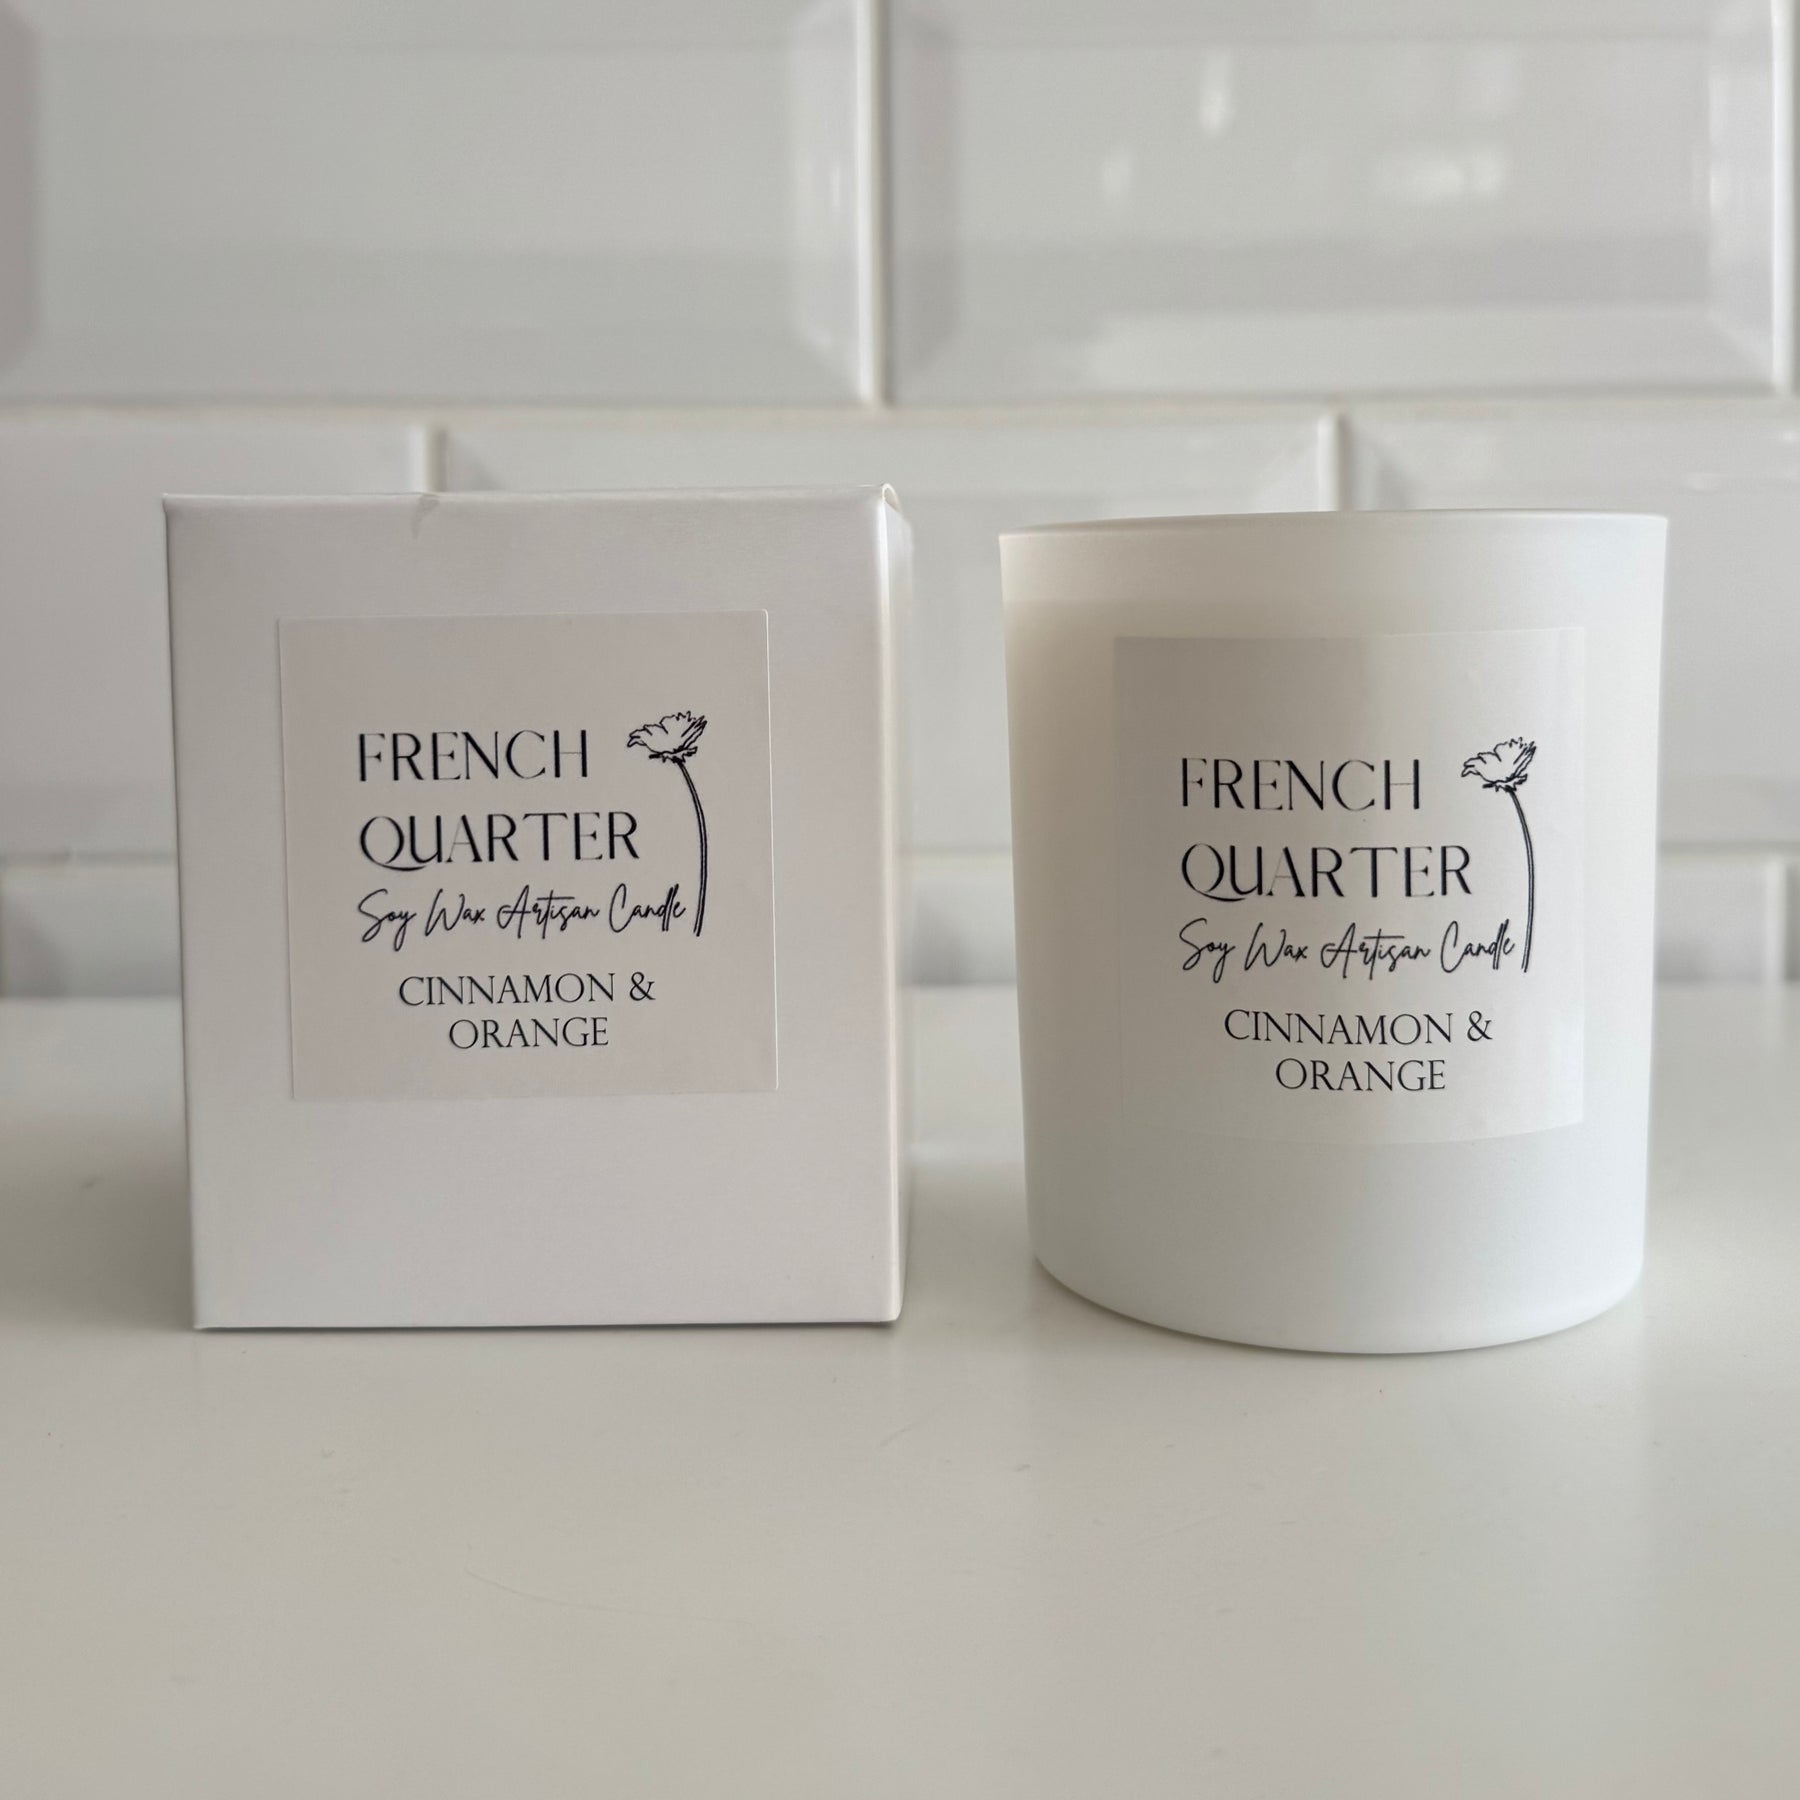 FRENCH
QUARTER
Soy Wax Artisan Candle
CINNAMON &
ORANGE
FRENCH
QUARTER
Soy Wax Artisan Candle
CINNAMON &
ORANGE